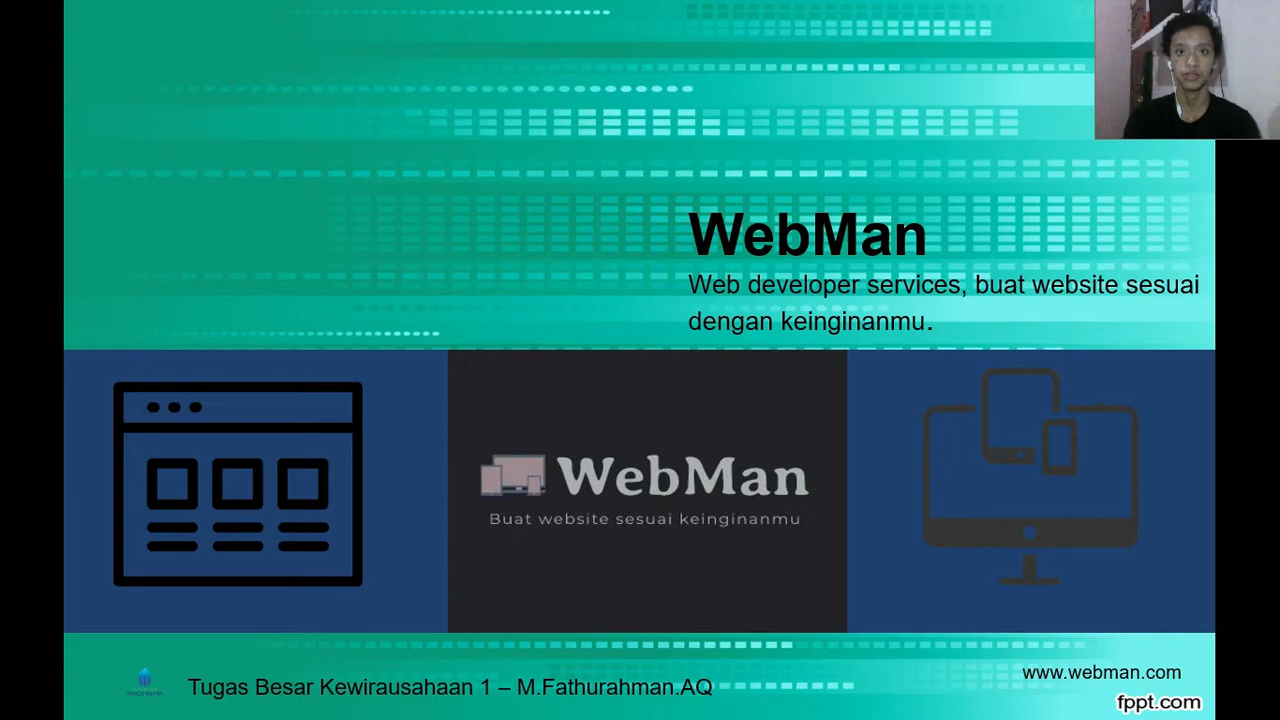 WebMan
Web developer services, buat website sesuai
dengan keinginanmu.
WebMan
Buat website sesuai keinginanmu
Tugas Besar Kewirausahaan 1 – M.Fathurahman.AQ
www.webman.com
fppt.com